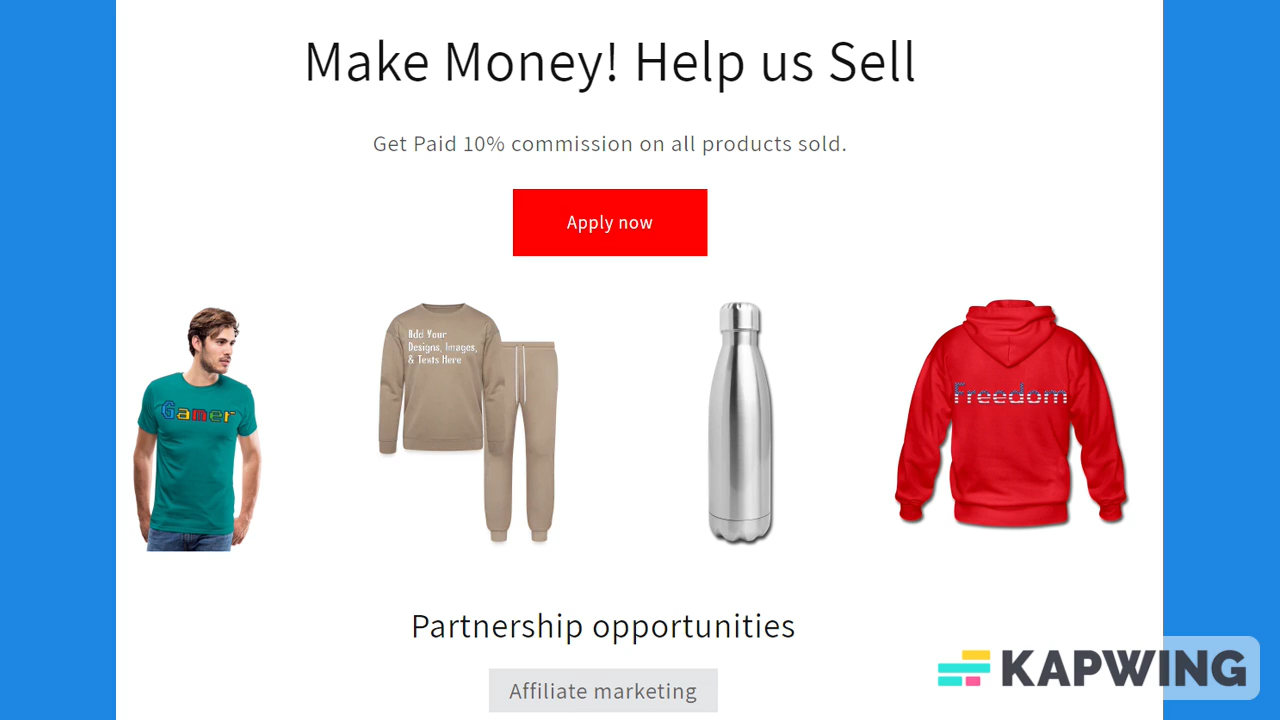 Make Money! Help us Sell
Get Paid 10% commission on all products sold.
Apply now
Gamer
Add Your
Designs, Images,
& Texts Here
Freedom
Partnership opportunities
Affiliate marketing
KAPWING